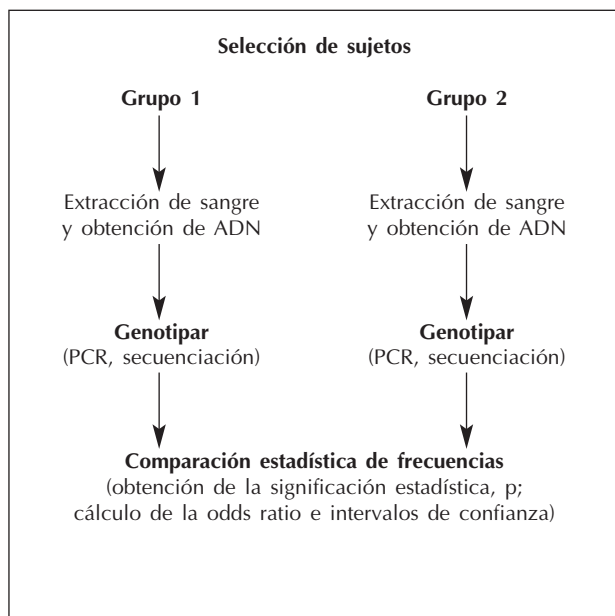 Selección de sujetos
Grupo 1
Grupo 2
Extracción de sangre
y obtención de ADN
Extracción de sangre
y obtención de ADN
Genotipar
(PCR, secuenciación)
Genotipar
(PCR, secuenciación)
Comparación estadística de frecuencias
(obtención de la significación estadística, p;
cálculo de la odds ratio e intervalos de confianza)